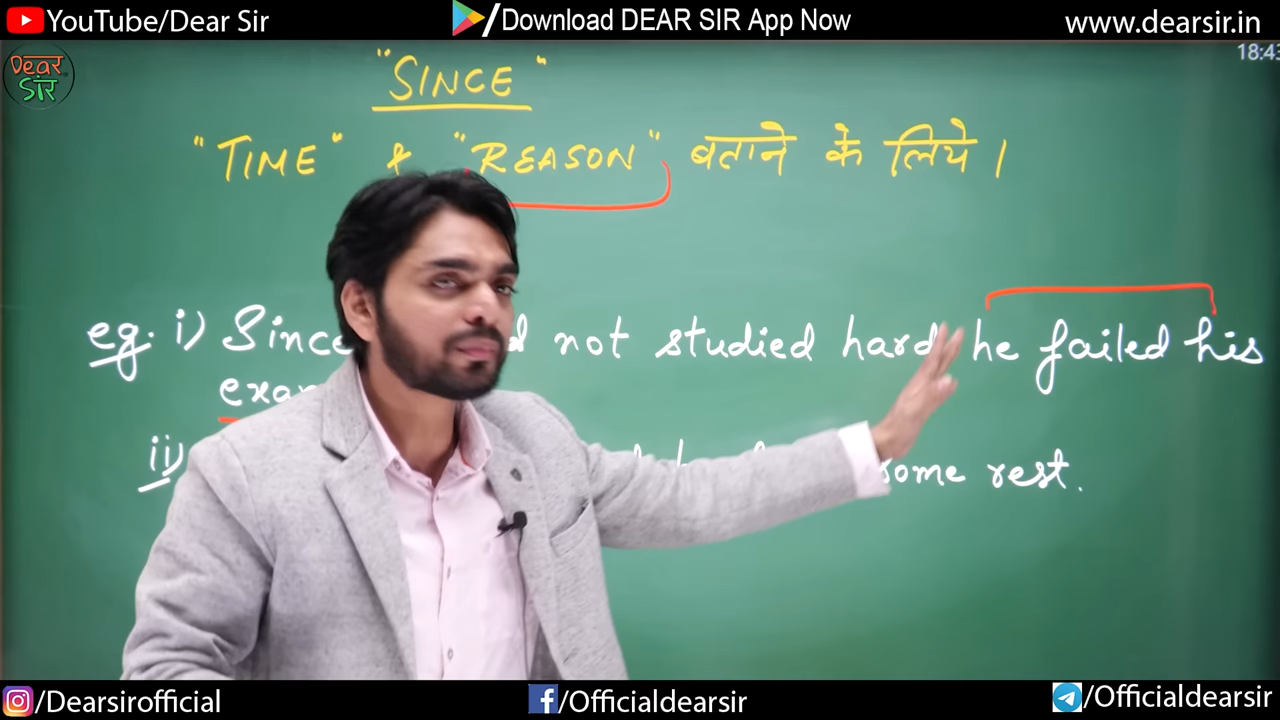 YouTube/Dear Sir /Download DEAR SIR App Now www.dearsir.in
Dear
Sir
18:43
"SINCE"
"TIME" & "REASON" बताने के लिये।
eg. i) Since not studied hard he failed his
ii) some rest.
/Dearsirofficial /Officialdearsir /Officialdearsir